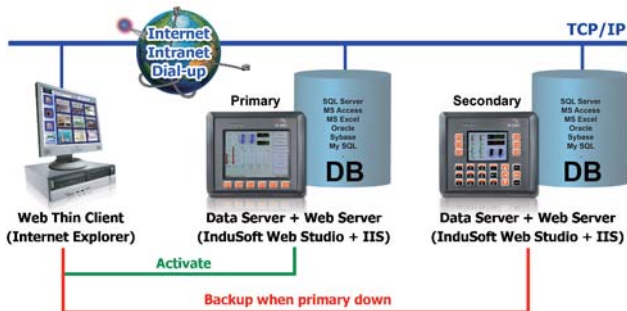 TCP/IP
Internet
Intranet
Dial-up
Primary
SQL Server
MS Access
MS Excel
Oracle
Sybase
My SQL
DB
Secondary
SQL Server
MS Access
MS Excel
Oracle
Sybase
My SQL
DB
Web Thin Client
(Internet Explorer)
Data Server + Web Server
(InduSoft Web Studio + IIS)
Data Server + Web Server
(InduSoft Web Studio + IIS)
Activate
Backup when primary down